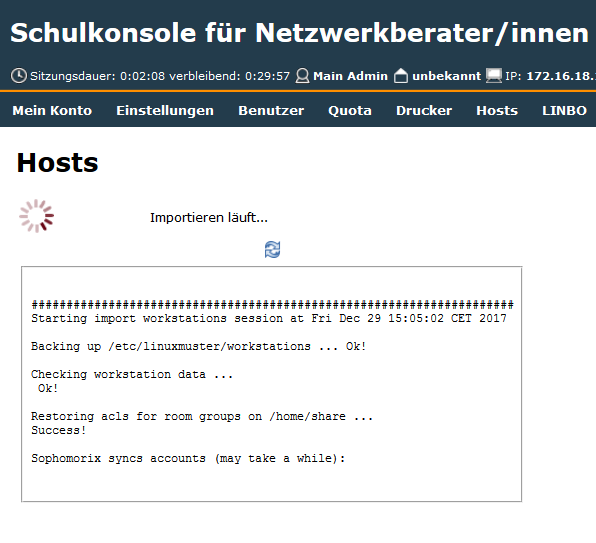 Schulkonsole für Netzwerkberater/innen
Sitzungsdauer: 0:02:08 verbleibend: 0:29:57 Main Admin unbekannt IP: 172.16.18.
Mein Konto Einstellungen Benutzer Quota Drucker Hosts LINBO
Hosts
Importieren läuft...
#####################################################################
Starting import workstations session at Fri Dec 29 15:05:02 CET 2017
Backing up /etc/linuxmuster/workstations ... Ok!
Checking workstation data ...
Ok!
Restoring acls for room groups on /home/share ...
Success!
Sophomorix syncs accounts (may take a while):